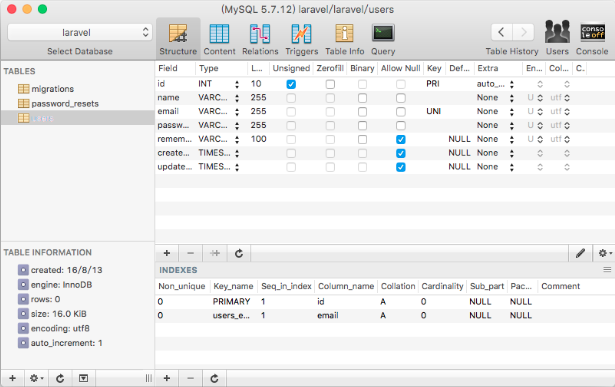 (MySQL 5.7.12) laravel/laravel/users
laravel
Select Database
Structure Content Relations Triggers Table Info Query
Table History Users Console
conso
le off
TABLES
migrations
password_resets
Field Type L... Unsigned Zerofill Binary Allow Null Key Def... Extra En... Col... C...
id INT 10 PRI auto_...
name VARC... 255 None U utf
email VARC... 255 UNI None U utf
passw... VARC... 255 None U utf
remem... VARC... 100 NULL None U utf
create... TIMES... NULL None
update... TIMES... NULL None
TABLE INFORMATION
created: 16/8/13
engine: InnoDB
rows: 0
size: 16.0 KiB
encoding: utf8
auto_increment: 1
INDEXES
Non_unique Key_name Seq_in_index Column_name Collation Cardinality Sub_part Pac... Comment
0 PRIMARY 1 id A 0 NULL NULL
0 users_e... 1 email A 0 NULL NULL